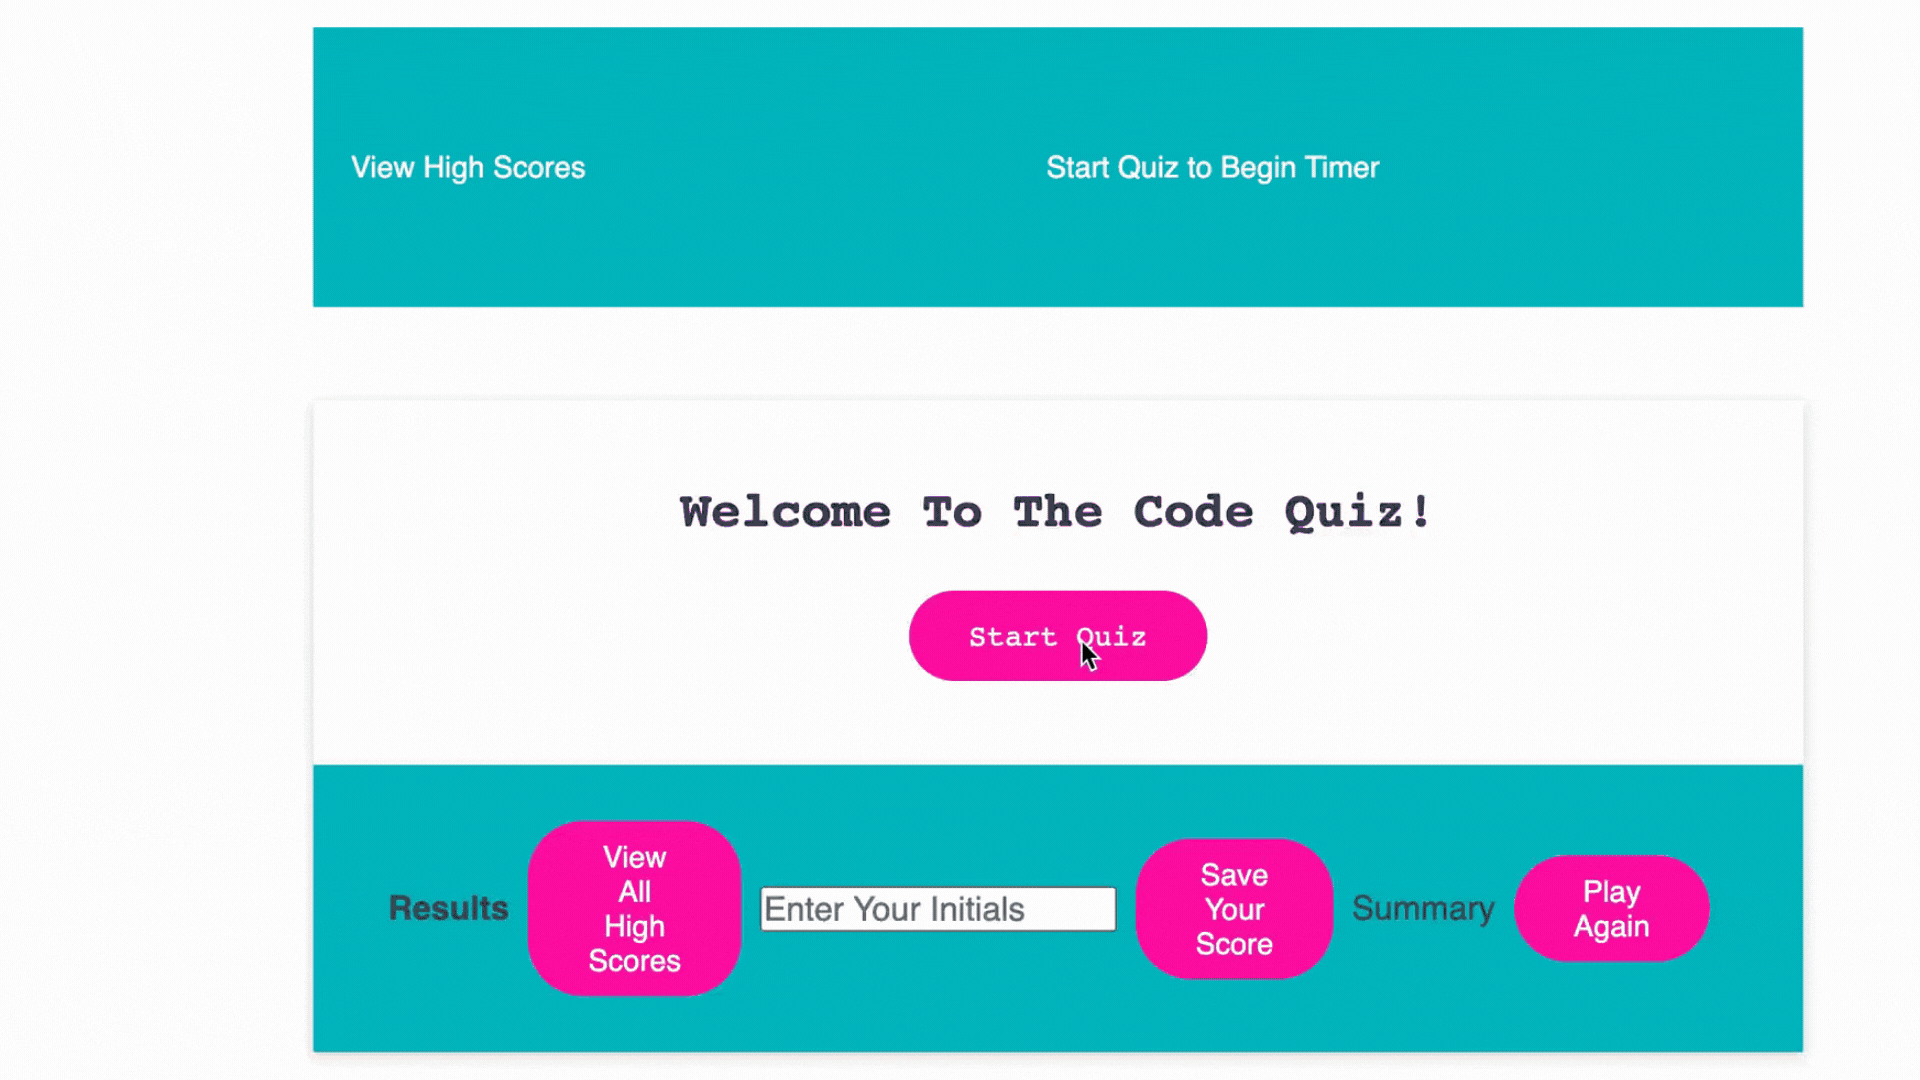 View High Scores
Start Quiz to Begin Timer
Welcome To The Code Quiz!
Start Quiz
Results
View
All
High
Scores
Enter Your Initials
Save
Your
Score
Summary
Play
Again